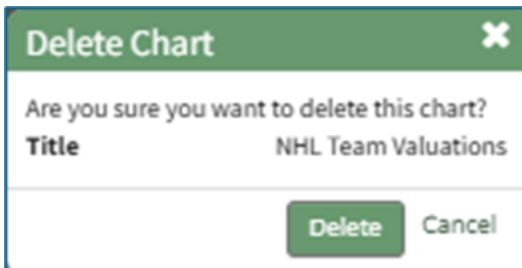 Delete Chart
Are you sure you want to delete this chart?
Title NHL Team Valuations
Delete Cancel